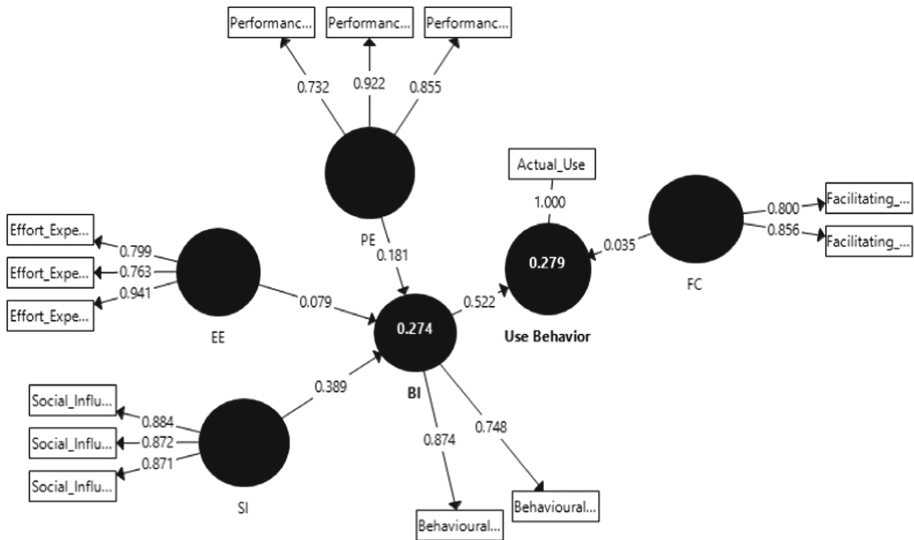 Performanc...
Performanc...
Performanc...
0.732
0.922
0.855
Actual_Use
1.000
PE
0.181
Facilitating_...
Facilitating_...
0.800
0.856
0.035
FC
Effort_Expe...
Effort_Expe...
Effort_Expe...
0.799
0.763
0.941
EE
0.079
0.279
0.522
Use Behavior
0.274
BI
0.389
Social_Influ...
Social_Influ...
Social_Influ...
0.884
0.872
0.871
SI
0.874
0.748
Behavioural...
Behavioural...